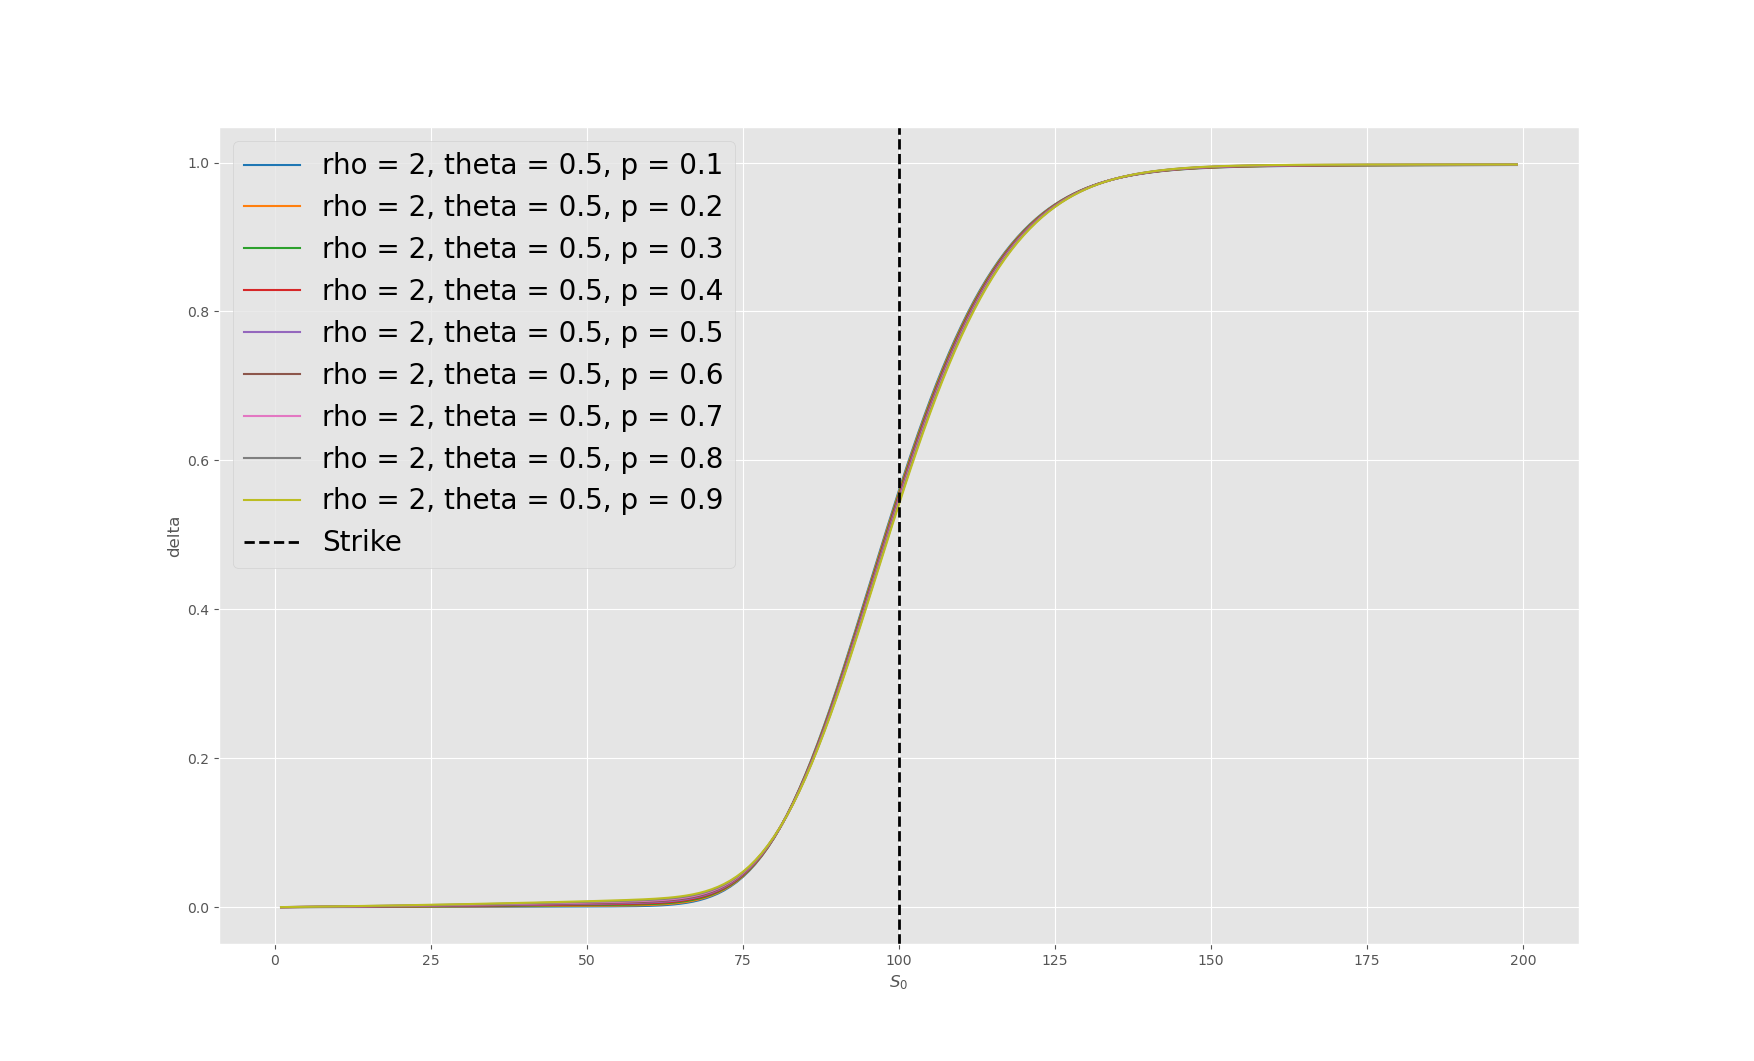 rho = 2, theta = 0.5, p = 0.1
rho = 2, theta = 0.5, p = 0.2
rho = 2, theta = 0.5, p = 0.3
rho = 2, theta = 0.5, p = 0.4
rho = 2, theta = 0.5, p = 0.5
rho = 2, theta = 0.5, p = 0.6
rho = 2, theta = 0.5, p = 0.7
rho = 2, theta = 0.5, p = 0.8
rho = 2, theta = 0.5, p = 0.9
Strike
1.0
0.8
0.6
0.4
0.2
0.0
delta
0 25 50 75 100 125 150 175 200
S_0